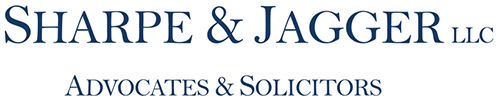 SHARPE & JAGGER LLC
ADVOCATES & SOLICITORS